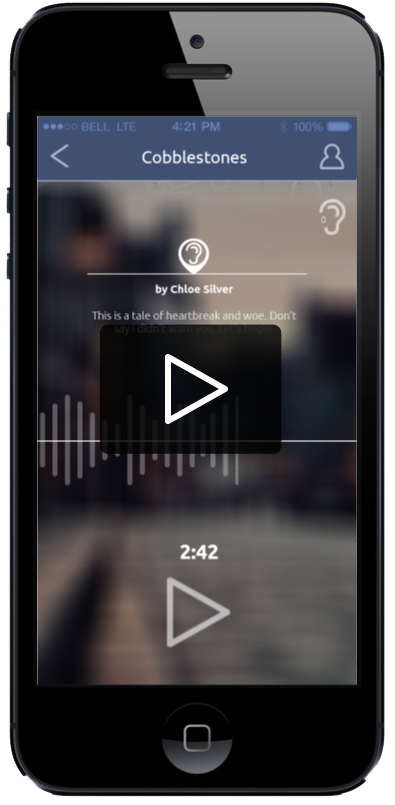 BELL LTE 4:21 PM 100%
Cobblestones
by Chloe Silver
This is a tale of heartbreak and woe. Don't
say I didn't warn you. Let's begin.
2:42